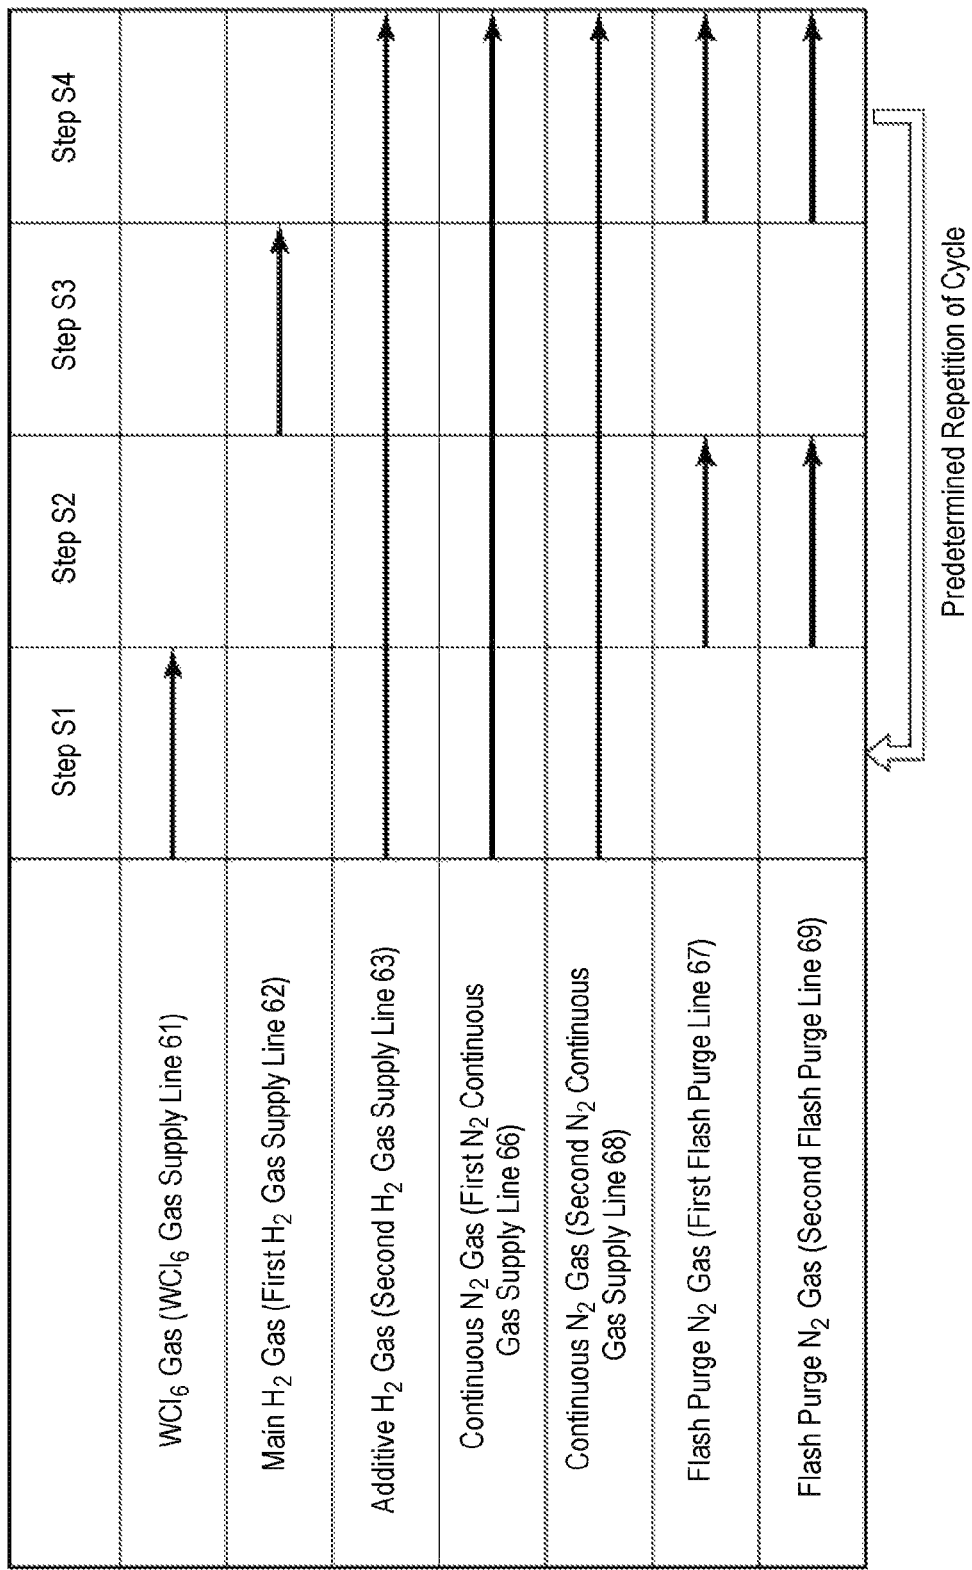 Step S1
Step S2
Step S3
Step S4
WCl6 Gas (WCl6 Gas Supply Line 61)
Main H2 Gas (First H2 Gas Supply Line 62)
Additive H2 Gas (Second H2 Gas Supply Line 63)
Continuous N2 Gas (First N2 Continuous
Gas Supply Line 66)
Continuous N2 Gas (Second N2 Continuous
Gas Supply Line 68)
Flash Purge N2 Gas (First Flash Purge Line 67)
Flash Purge N2 Gas (Second Flash Purge Line 69)
Predetermined Repetition of Cycle